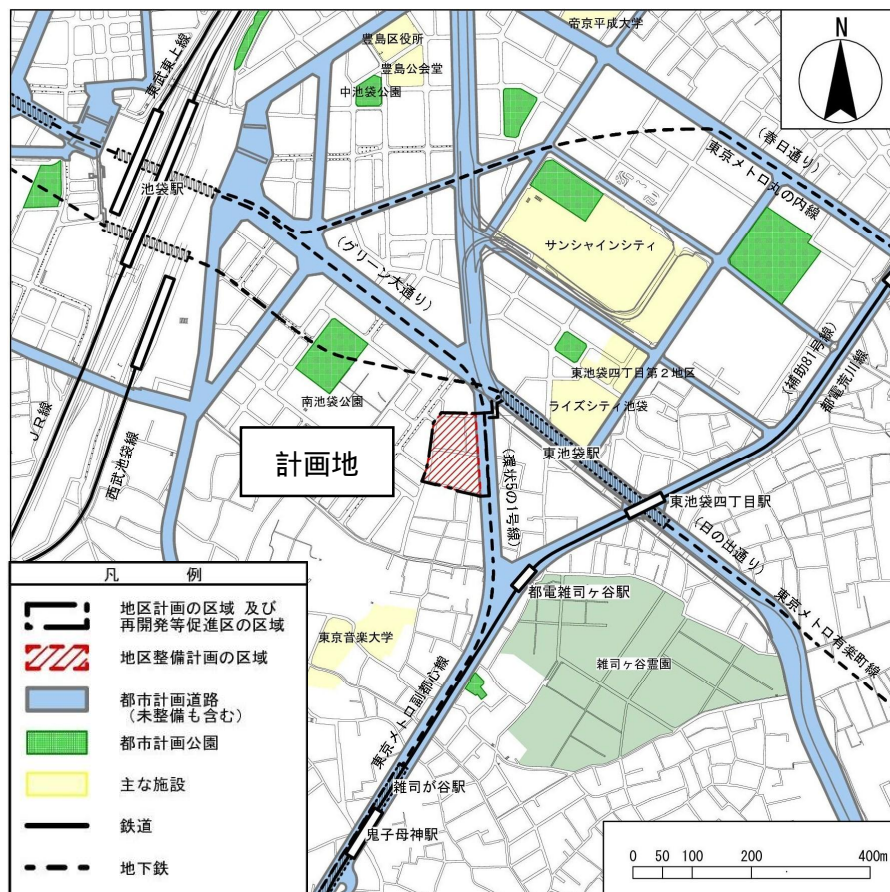 帝京平成大学
豊島区役所
豊島公会堂
中池袋公園
N
東武東上線
池袋駅
(春日通り)
東京メトロ丸の内線
サンシャインシティ
(グリーン大通り)
(補助81号線)
都電荒川線
東池袋四丁目第2地区
ライズシティ池袋
南池袋公園
JR線
西武池袋線
計画地
東池袋駅
(環状5の1号線)
東池袋四丁目駅
(日の出通り)
東京メトロ有楽町線
都電雑司ヶ谷駅
東京音楽大学
雑司ヶ谷霊園
東京メトロ副都心線
雑司が谷駅
鬼子母神駅
凡 例
地区計画の区域 及び
再開発等促進区の区域
地区整備計画の区域
都市計画道路
(未整備も含む)
都市計画公園
主な施設
鉄道
地下鉄
0 50 100 200 400m